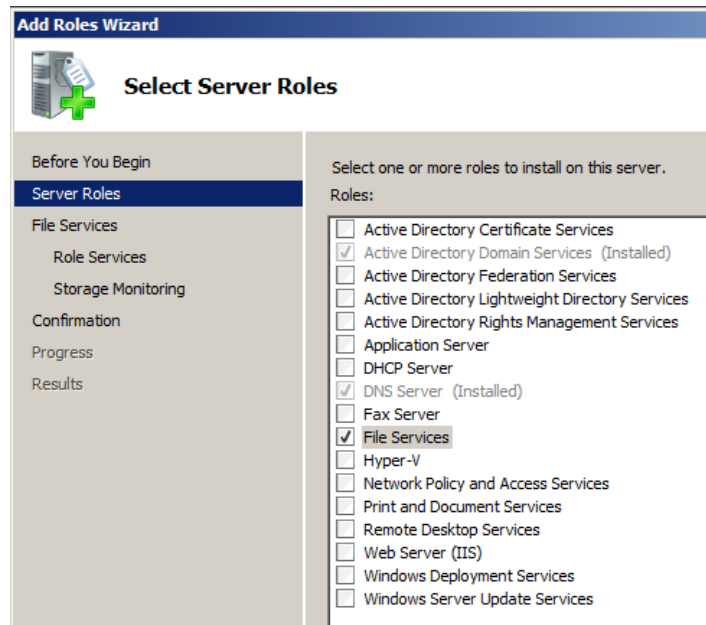 Add Roles Wizard
Select Server Roles
Before You Begin
Server Roles
File Services
Role Services
Storage Monitoring
Confirmation
Progress
Results
Select one or more roles to install on this server.
Roles:
Active Directory Certificate Services
Active Directory Domain Services (Installed)
Active Directory Federation Services
Active Directory Lightweight Directory Services
Active Directory Rights Management Services
Application Server
DHCP Server
DNS Server (Installed)
Fax Server
File Services
Hyper-V
Network Policy and Access Services
Print and Document Services
Remote Desktop Services
Web Server (IIS)
Windows Deployment Services
Windows Server Update Services